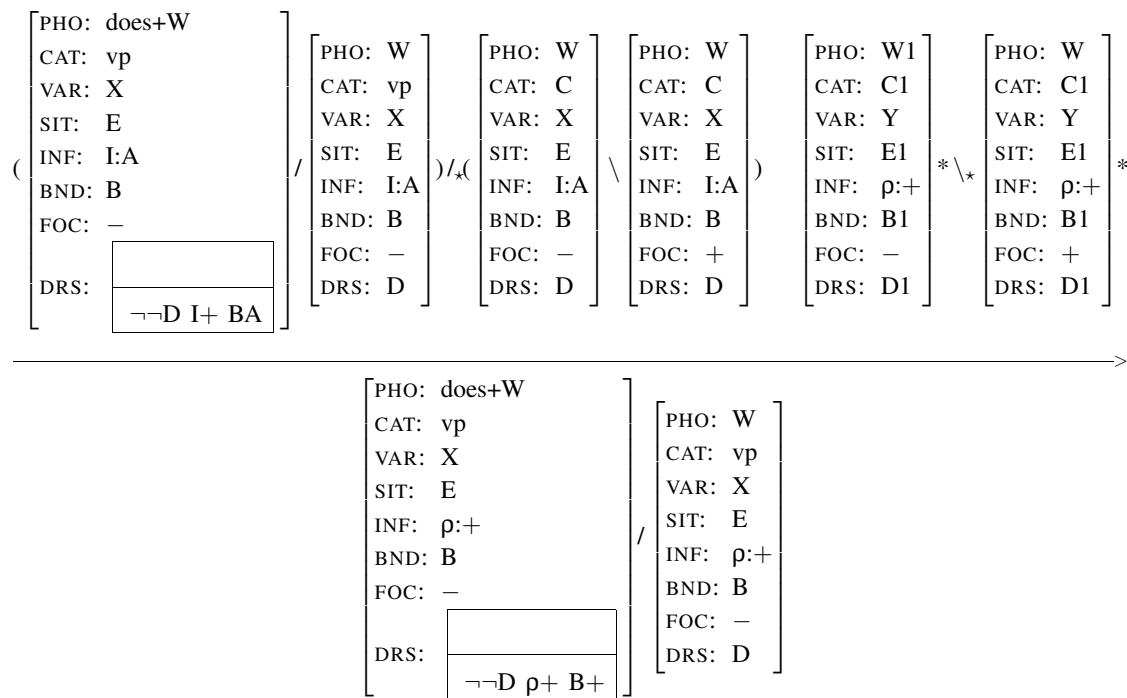 (
PHO: does+W
CAT: vp
VAR: X
SIT: E
INF: I:A
BND: B
FOC: −
DRS:
¬¬D I+ BA
/
PHO: W
CAT: vp
VAR: X
SIT: E
INF: I:A
BND: B
FOC: −
DRS: D
)/⋆(
PHO: W
CAT: C
VAR: X
SIT: E
INF: I:A
BND: B
FOC: −
DRS: D
\
PHO: W
CAT: C
VAR: X
SIT: E
INF: I:A
BND: B
FOC: +
DRS: D
)
PHO: W1
CAT: C1
VAR: Y
SIT: E1
INF: ρ:+
BND: B1
FOC: −
DRS: D1
*\⋆
PHO: W
CAT: C1
VAR: Y
SIT: E1
INF: ρ:+
BND: B1
FOC: +
DRS: D1
*
>
PHO: does+W
CAT: vp
VAR: X
SIT: E
INF: ρ:+
BND: B
FOC: −
DRS:
¬¬D ρ+ B+
/
PHO: W
CAT: vp
VAR: X
SIT: E
INF: ρ:+
BND: B
FOC: −
DRS: D